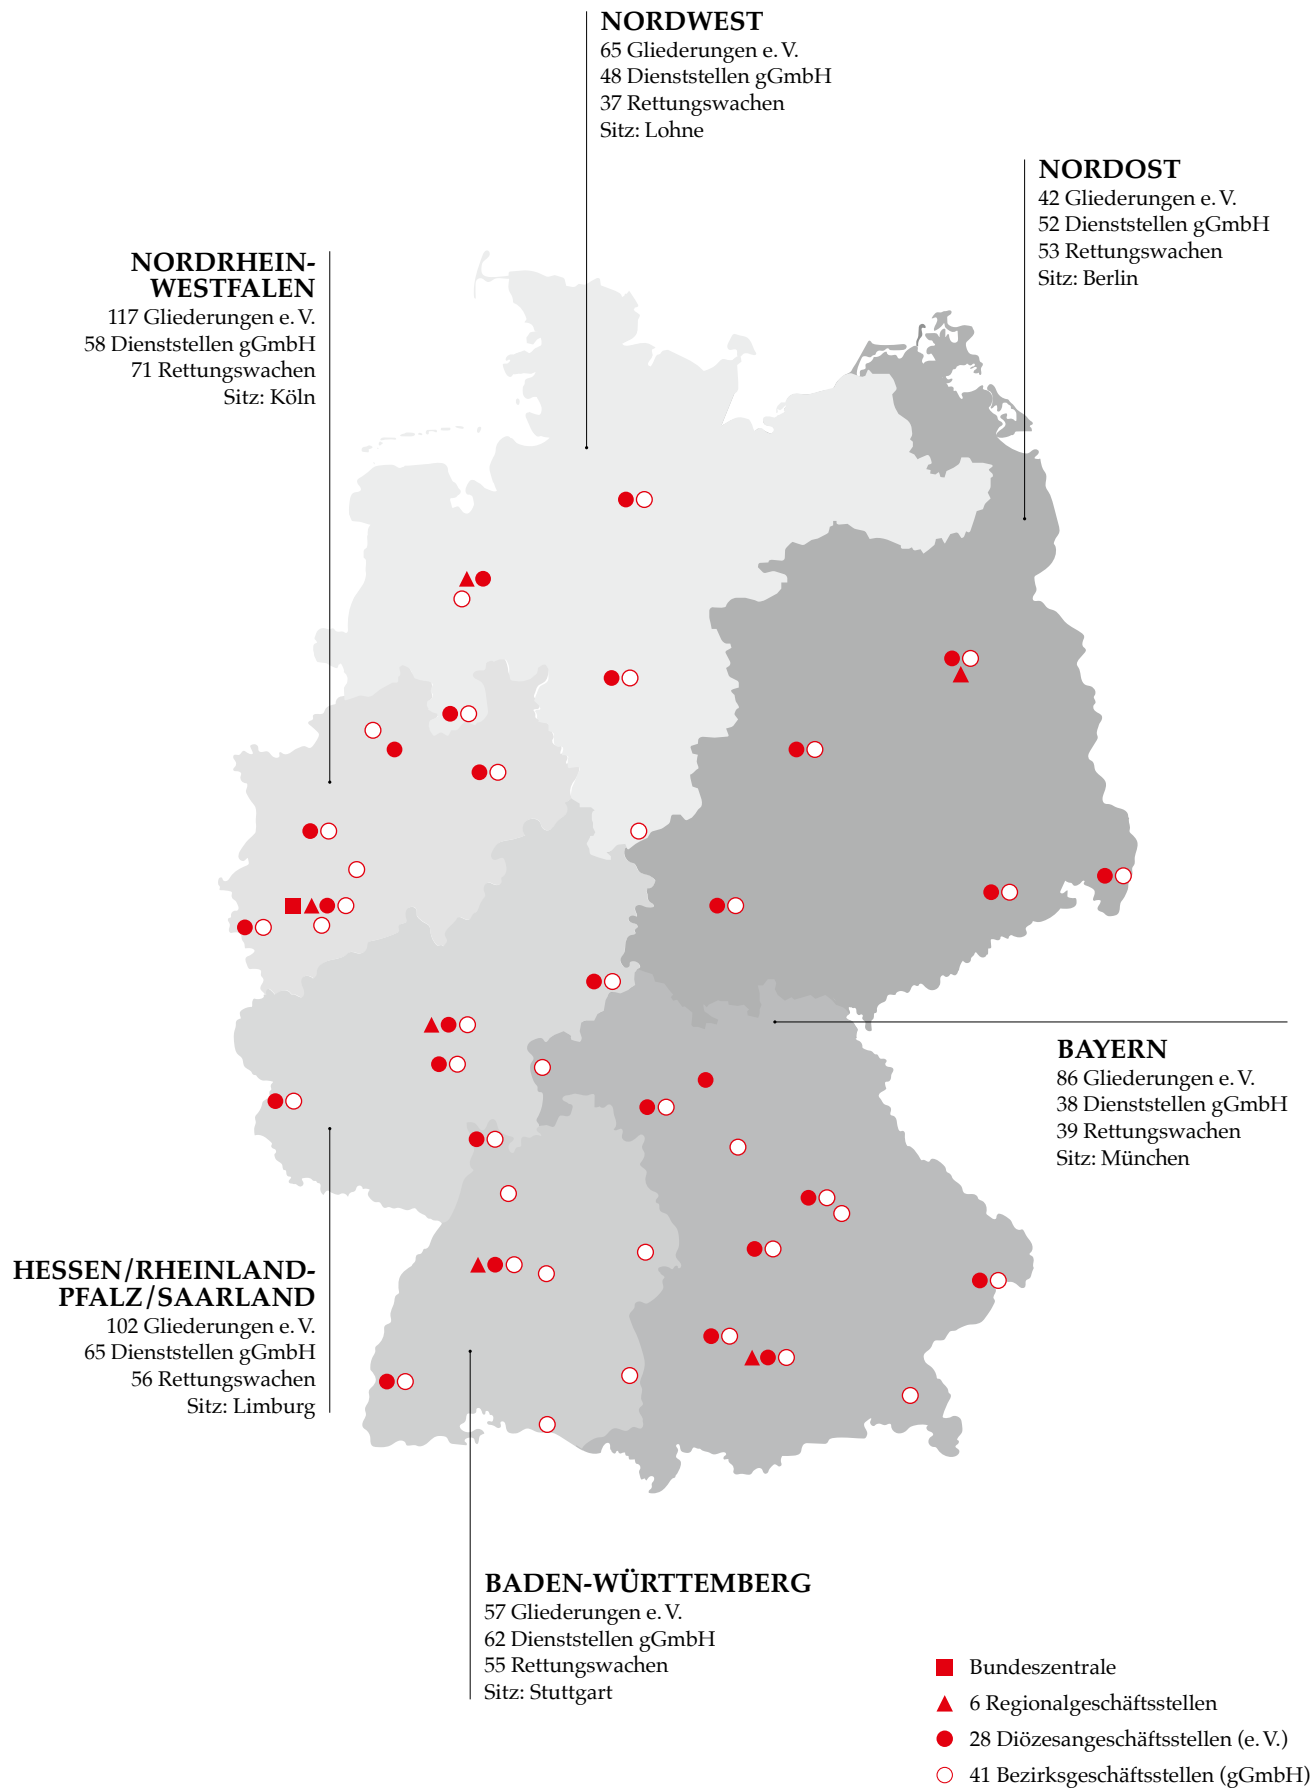 NORDWEST
65 Gliederungen e. V.
48 Dienststellen gGmbH
37 Rettungswachen
Sitz: Lohne
NORDOST
42 Gliederungen e. V.
52 Dienststellen gGmbH
53 Rettungswachen
Sitz: Berlin
NORDRHEIN-
WESTFALEN
117 Gliederungen e. V.
58 Dienststellen gGmbH
71 Rettungswachen
Sitz: Köln
BAYERN
86 Gliederungen e. V.
38 Dienststellen gGmbH
39 Rettungswachen
Sitz: München
HESSEN/RHEINLAND-
PFALZ/SAARLAND
102 Gliederungen e. V.
65 Dienststellen gGmbH
56 Rettungswachen
Sitz: Limburg
BADEN-WÜRTTEMBERG
57 Gliederungen e. V.
62 Dienststellen gGmbH
55 Rettungswachen
Sitz: Stuttgart
Bundeszentrale
6 Regionalgeschäftsstellen
28 Diözesangeschäftsstellen (e. V.)
41 Bezirksgeschäftsstellen (gGmbH)